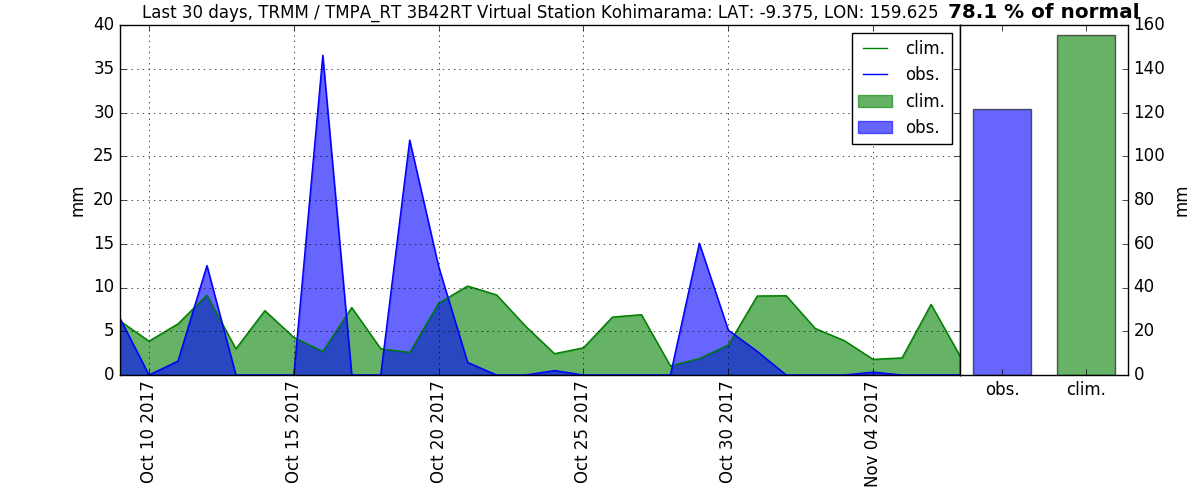 Last 30 days, TRMM / TMPA_RT 3B42RT Virtual Station Kohimarama: LAT: -9.375, LON: 159.625 78.1 % of normal
40
35
30
25
20
15
10
5
0
mm
clim.
obs.
clim.
obs.
160
140
120
100
80
60
40
20
0
mm
Oct 10 2017
Oct 15 2017
Oct 20 2017
Oct 25 2017
Oct 30 2017
Nov 04 2017
obs.
clim.